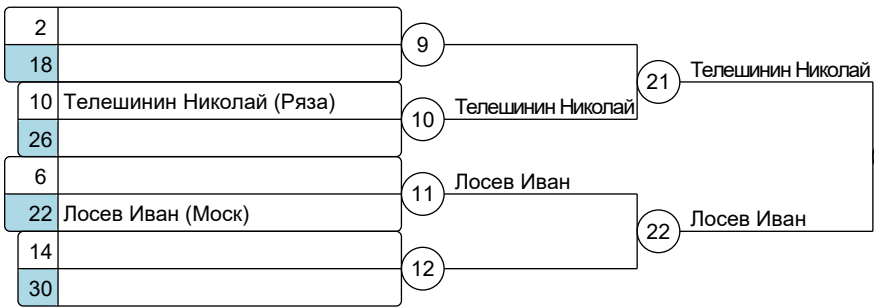 2
18
9
10 Телешинин Николай (Ряза)
26
10
Телешинин Николай
21
Телешинин Николай
6
22 Лосев Иван (Моск)
11
Лосев Иван
14
30
12
22
Лосев Иван